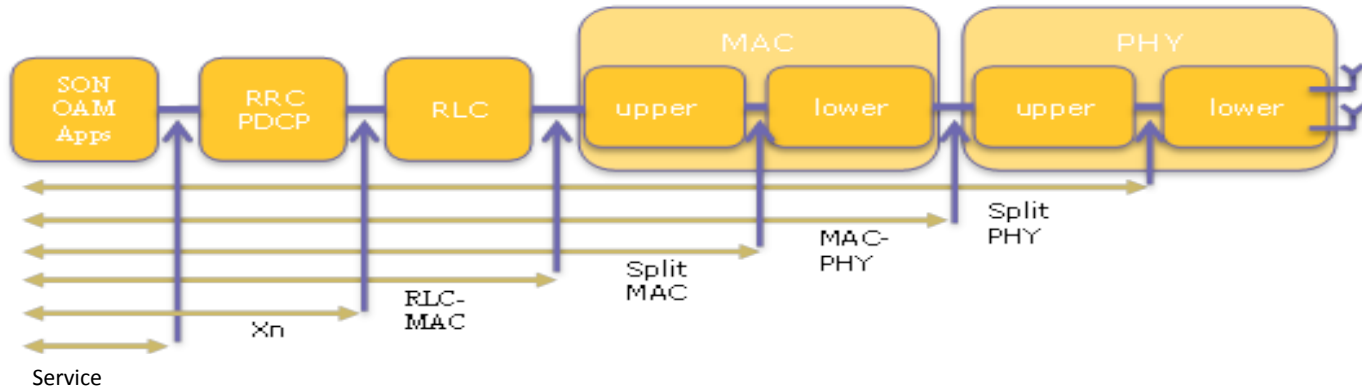 MAC
PHY
SON
OAM
Apps
RRC
PDCP
RLC
upper
lower
upper
lower
Split
PHY
MAC-
PHY
Split
MAC
RLC-
MAC
Xn
Service